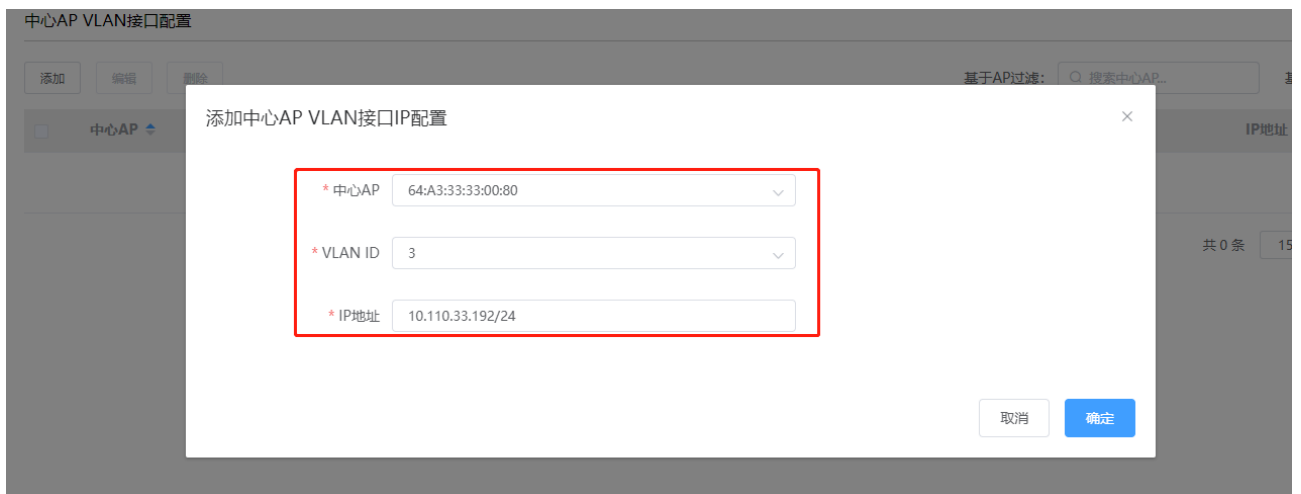 中心AP VLAN接口配置
添加 编辑 删除 基于AP过滤： 搜索中心AP...
添加中心AP VLAN接口IP配置
中心AP IP地址
* 中心AP 64:A3:33:33:00:80
* VLAN ID 3
共 0 条 15
* IP地址 10.110.33.192/24
取消 确定